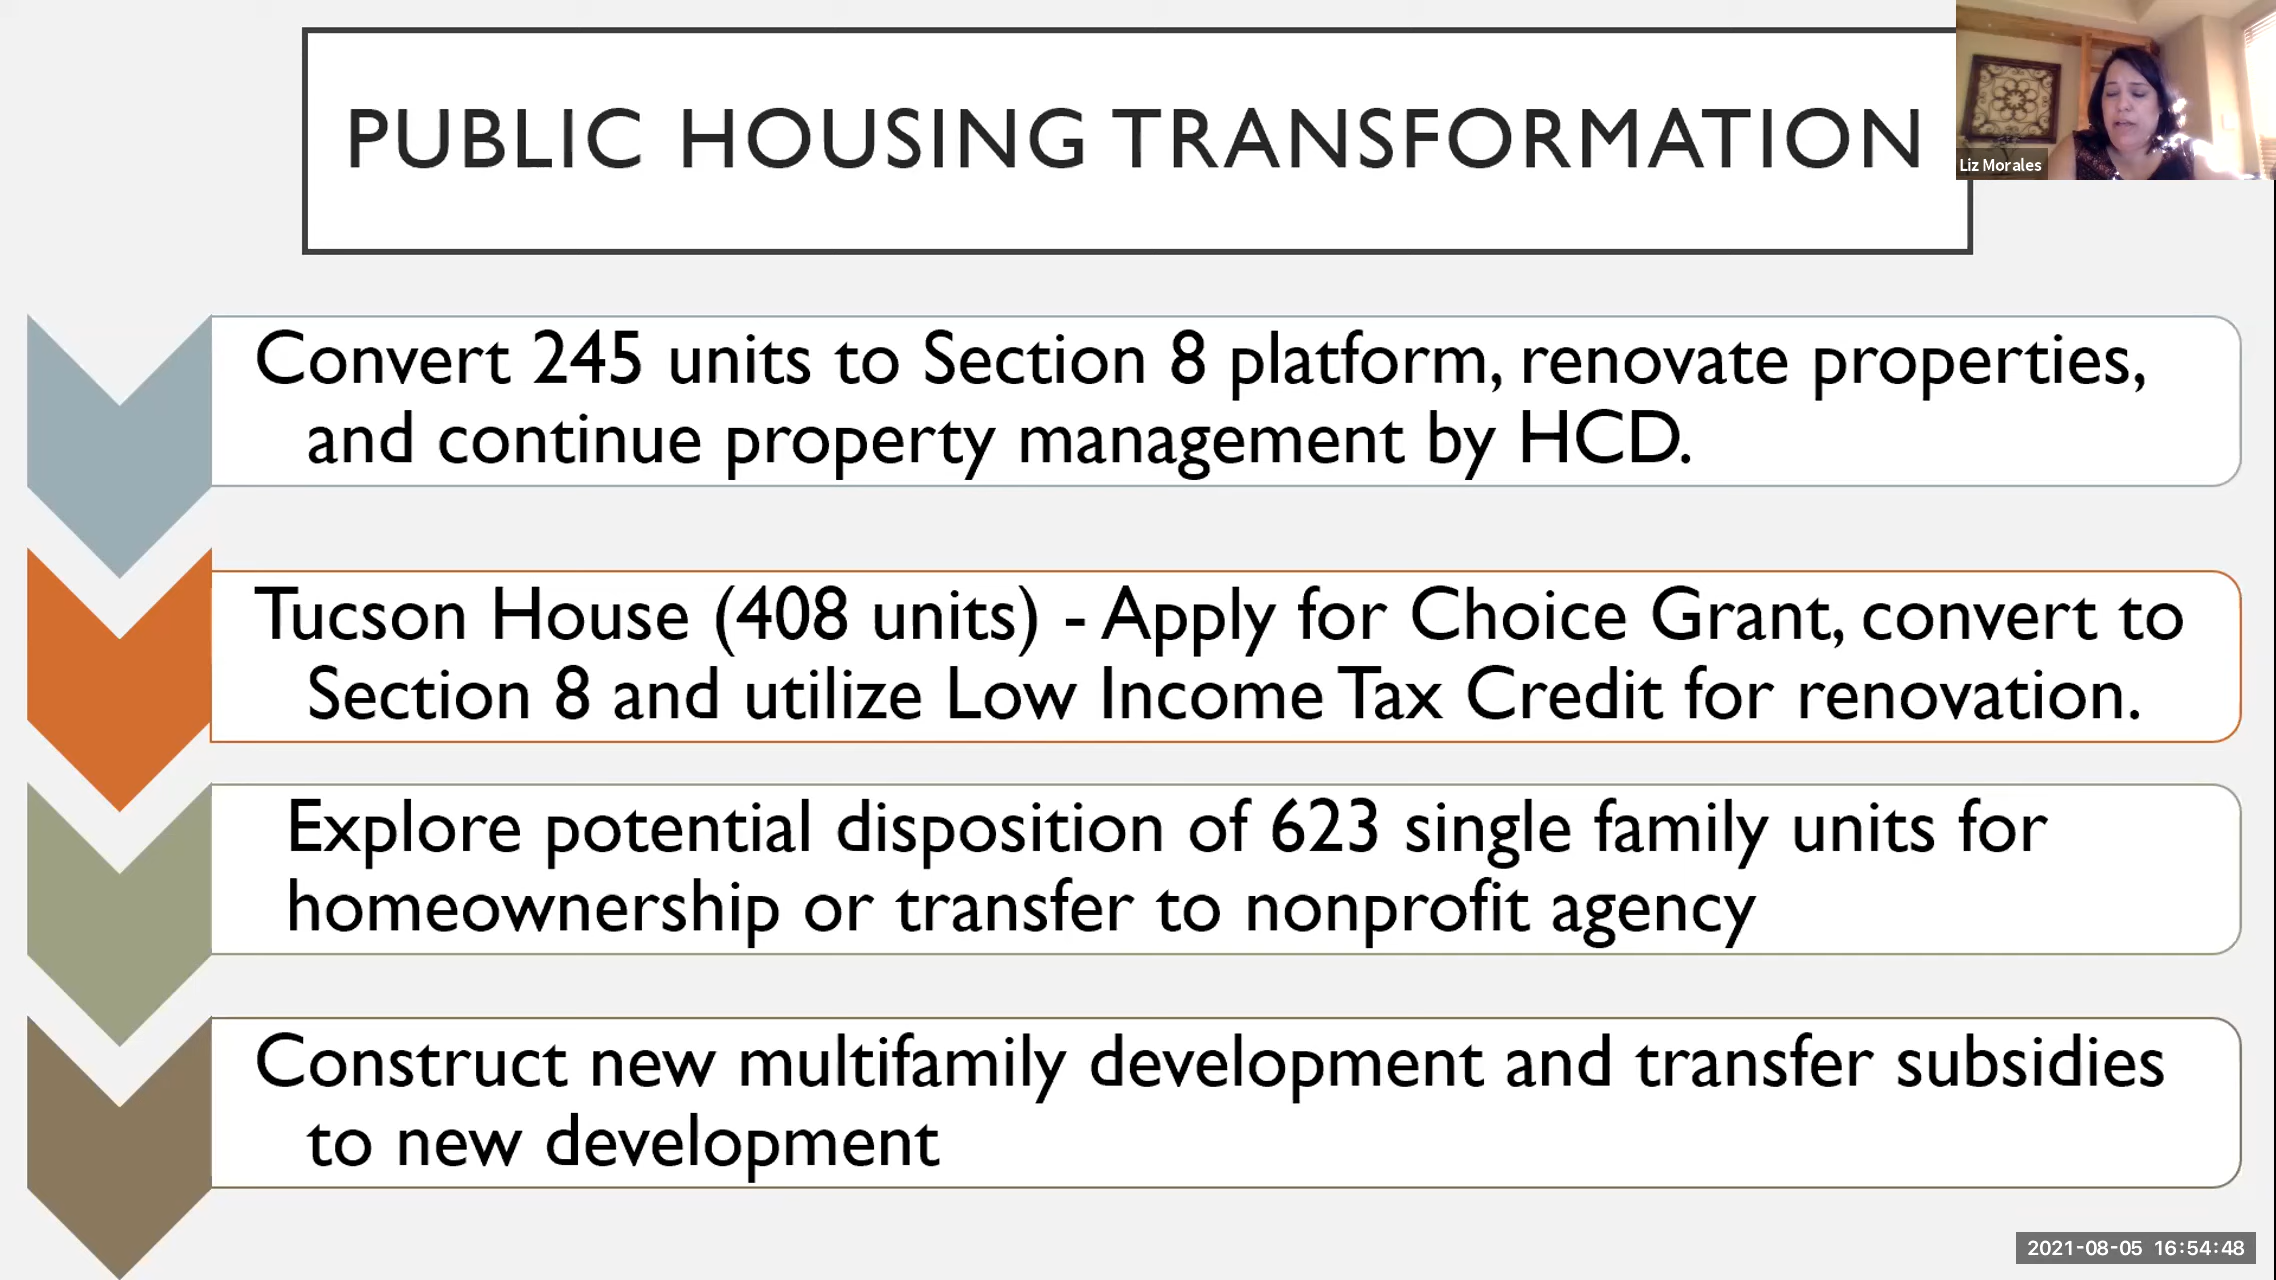 PUBLIC HOUSING TRANSFORMATION
Liz Morales
Convert 245 units to Section 8 platform, renovate properties,
and continue property management by HCD.
Tucson House (408 units) - Apply for Choice Grant, convert to
Section 8 and utilize Low Income Tax Credit for renovation.
Explore potential disposition of 623 single family units for
homeownership or transfer to nonprofit agency
Construct new multifamily development and transfer subsidies
to new development
2021-08-05 16:54:48